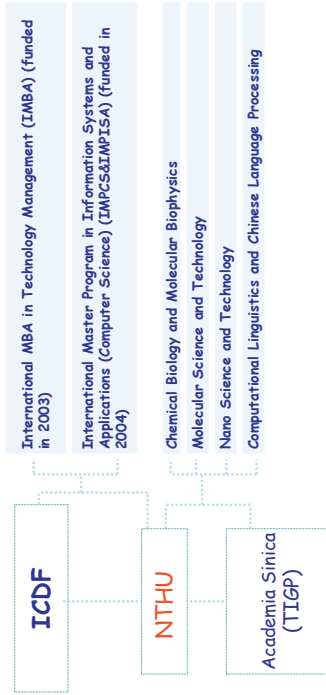 ICDF
NTHU
Academia Sinica
(TIGP)
International MBA in Technology Management (IMBA) (funded
in 2003)
International Master Program in Information Systems and
Applications (Computer Science) (IMPCS&IMPISA) (funded in
2004)
Chemical Biology and Molecular Biophysics
Molecular Science and Technology
Nano Science and Technology
Computational Linguistics and Chinese Language Processing